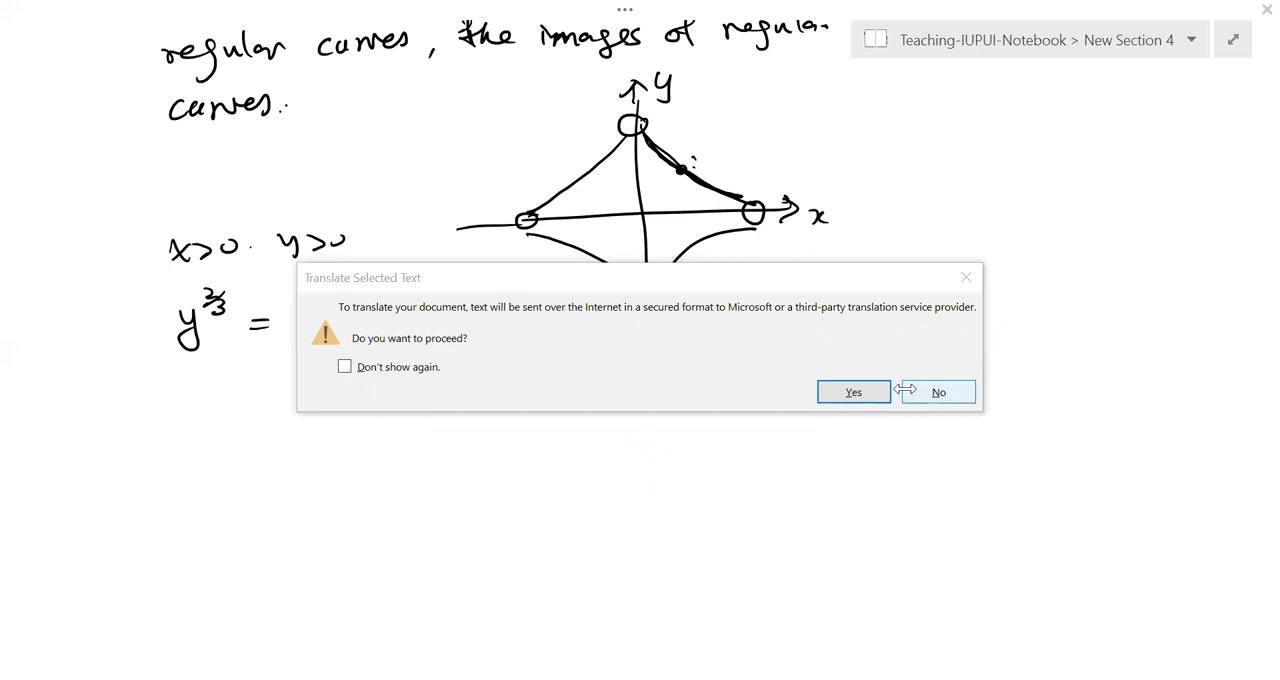 regular curves, the images of regular
Teaching-IUPUI-Notebook > New Section 4
curves.
y
x
x>0. y>0
Translate Selected Text
To translate your document, text will be sent over the Internet in a secured format to Microsoft or a third-party translation service provider.
Do you want to proceed?
y^{2/3} =
Don't show again.
Yes No